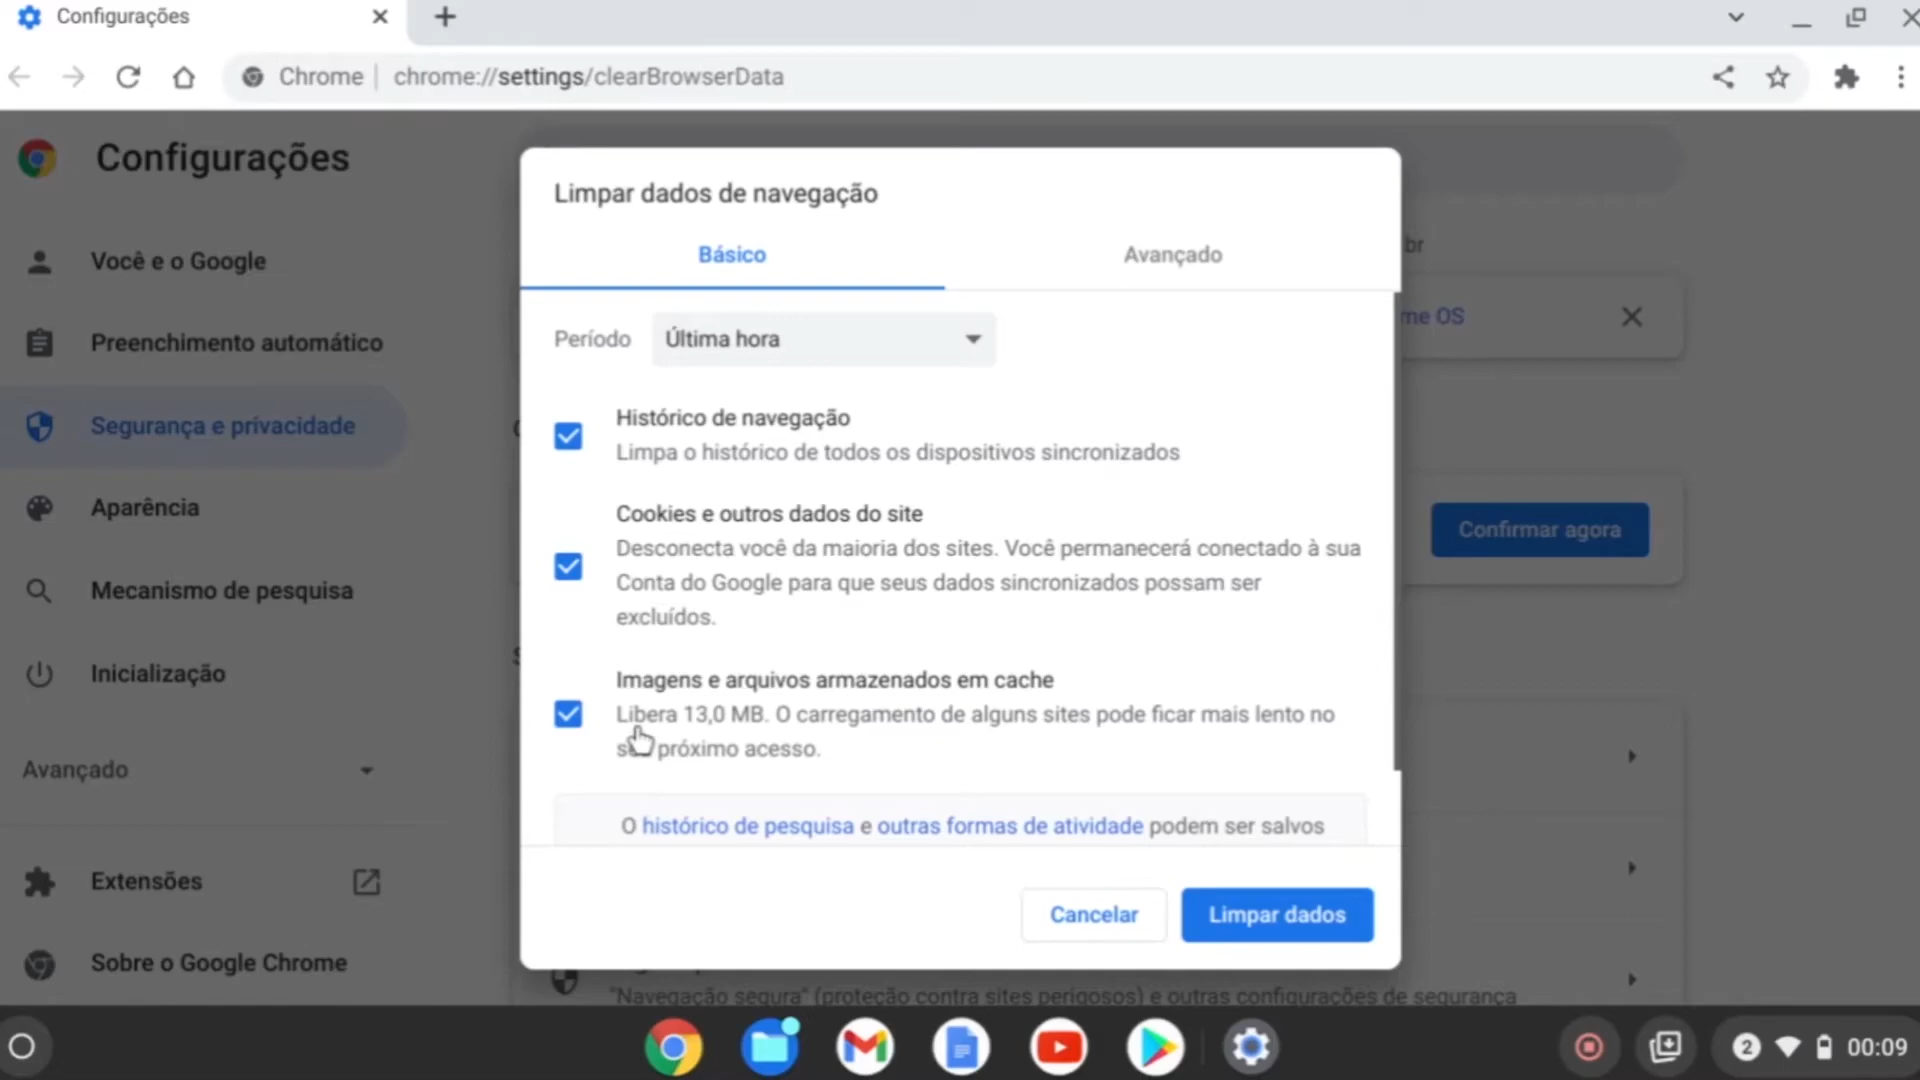 Configurações
Chrome | chrome://settings/clearBrowserData
Configurações
Você e o Google
Preenchimento automático
Segurança e privacidade
Aparência
Mecanismo de pesquisa
Inicialização
Avançado
Extensões
Sobre o Google Chrome
Limpar dados de navegação
Básico
Avançado
Período
Última hora
Histórico de navegação
Limpa o histórico de todos os dispositivos sincronizados
Cookies e outros dados do site
Desconecta você da maioria dos sites. Você permanecerá conectado à sua
Conta do Google para que seus dados sincronizados possam ser
excluídos.
Imagens e arquivos armazenados em cache
Libera 13,0 MB. O carregamento de alguns sites pode ficar mais lento no
próximo acesso.
O histórico de pesquisa e outras formas de atividade podem ser salvos
Cancelar
Limpar dados
br
me OS
Confirmar agora
"Navegação segura" (proteção contra sites perigosos) e outras configurações de segurança
2
00:09